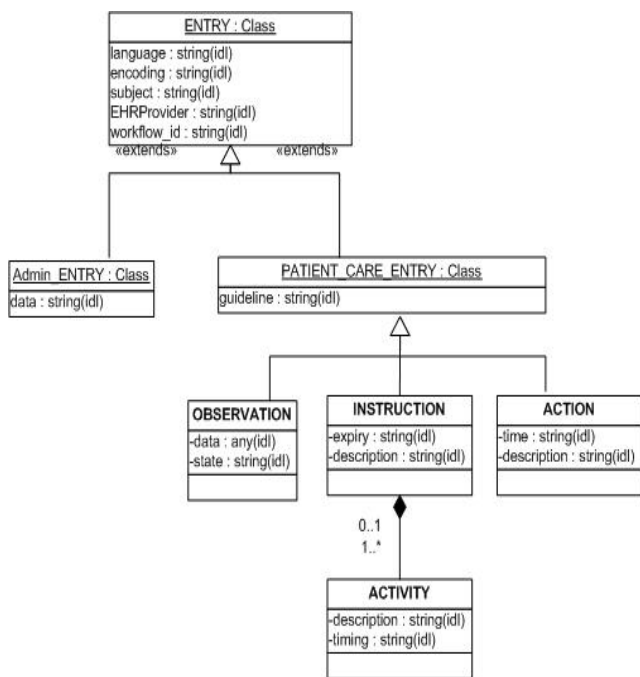 ENTRY : Class
language : string(idl)
encoding : string(idl)
subject : string(idl)
EHRProvider : string(idl)
workflow_id : string(idl)
«extends» «extends»
Admin_ENTRY : Class
data : string(idl)
PATIENT_CARE_ENTRY : Class
guideline : string(idl)
OBSERVATION
-data : any(idl)
-state : string(idl)
INSTRUCTION
-expiry : string(idl)
-description : string(idl)
ACTION
-time : string(idl)
-description : string(idl)
0..1
1..*
ACTIVITY
-description : string(idl)
-timing : string(idl)